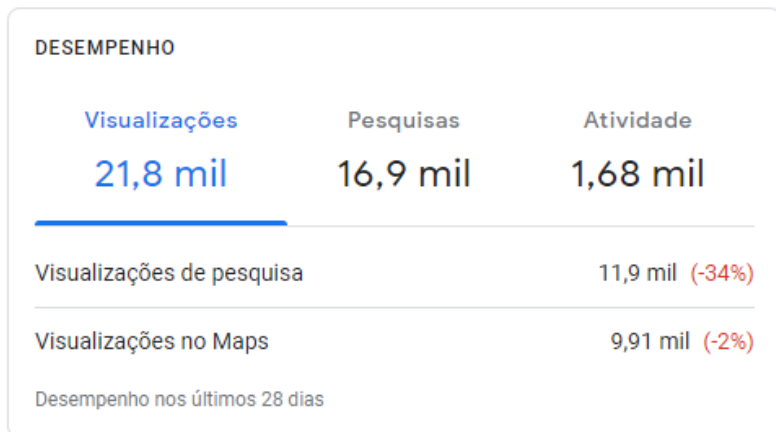 DESEMPENHO
Visualizações Pesquisas Atividade
21,8 mil 16,9 mil 1,68 mil
Visualizações de pesquisa 11,9 mil (-34%)
Visualizações no Maps 9,91 mil (-2%)
Desempenho nos últimos 28 dias